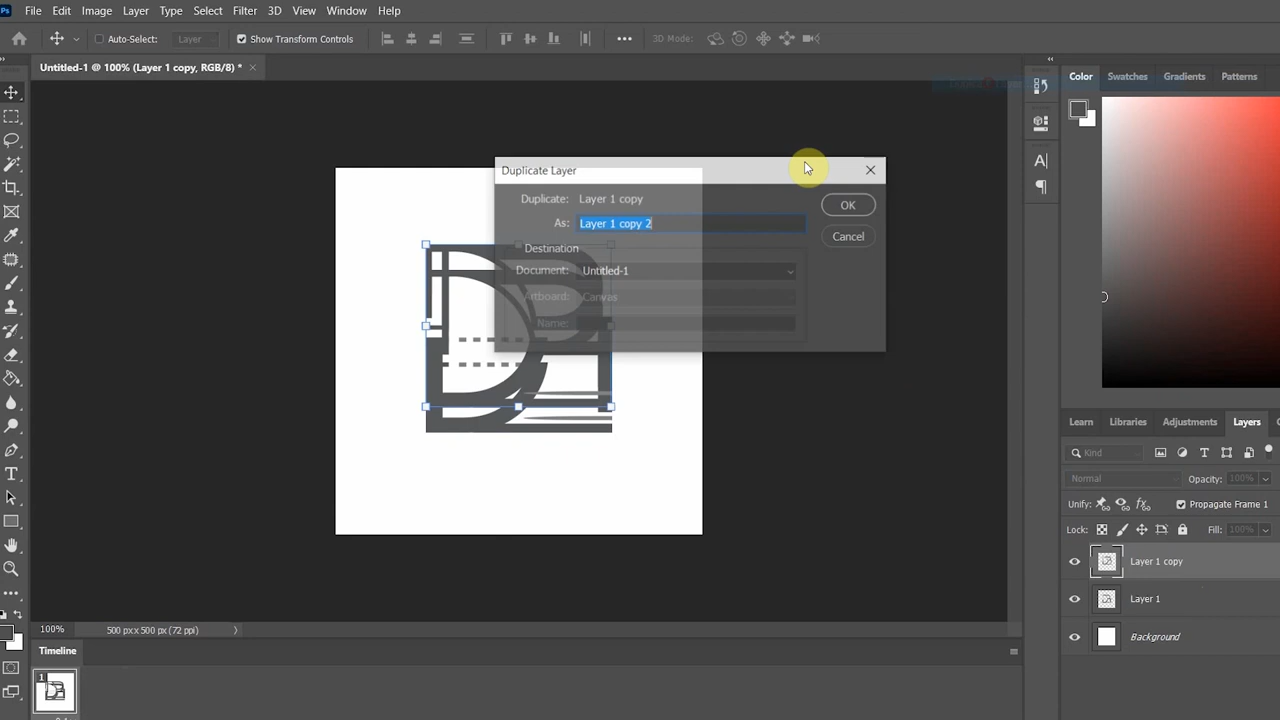 Ps File Edit Image Layer Type Select Filter 3D View Window Help
Auto-Select: Layer Show Transform Controls 3D Mode:
Untitled-1 @ 100% (Layer 1 copy, RGB/8) *
Color Swatches Gradients Patterns
Duplicate Layer
Duplicate: Layer 1 copy
OK
As: Layer 1 copy 2
Cancel
Destination
Document: Untitled-1
Artboard: Canvas
Name:
Learn Libraries Adjustments Layers
Kind
Normal Opacity: 100%
Unify: Propagate Frame 1
Lock: Fill: 100%
Layer 1 copy
Layer 1
Background
100% 500 px x 500 px (72 ppi)
Timeline
1